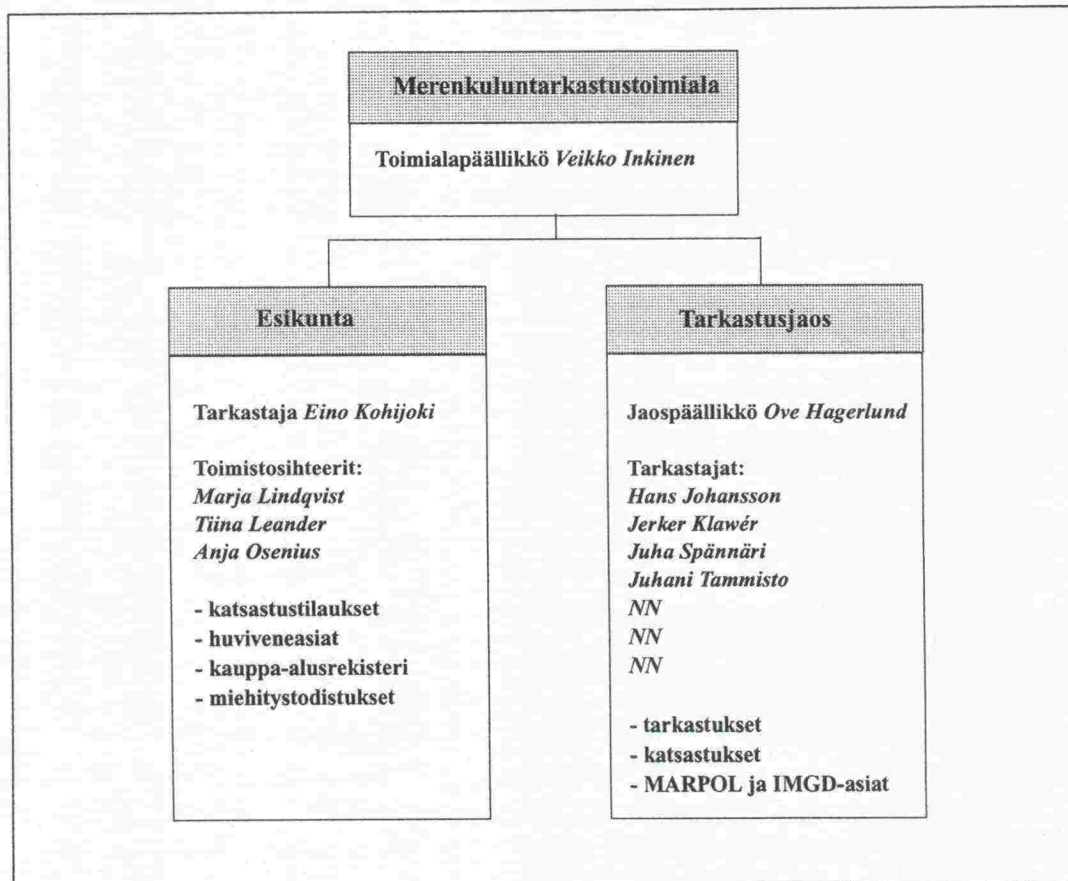 Merenkuluntarkastustoimiala
Toimialapäällikkö Veikko Inkinen
Esikunta
Tarkastaja Eino Kohijoki
Toimistosihteerit:
Marja Lindqvist
Tiina Leander
Anja Osenius
- katsastustilaukset
- huviveneasiat
- kauppa-alusrekisteri
- miehitystodistukset
Tarkastusjaos
Jaospäällikkö Ove Hagerlund
Tarkastajat:
Hans Johansson
Jerker Klawér
Juha Spännäri
Juhani Tammisto
NN
NN
NN
- tarkastukset
- katsastukset
- MARPOL ja IMGD-asiat